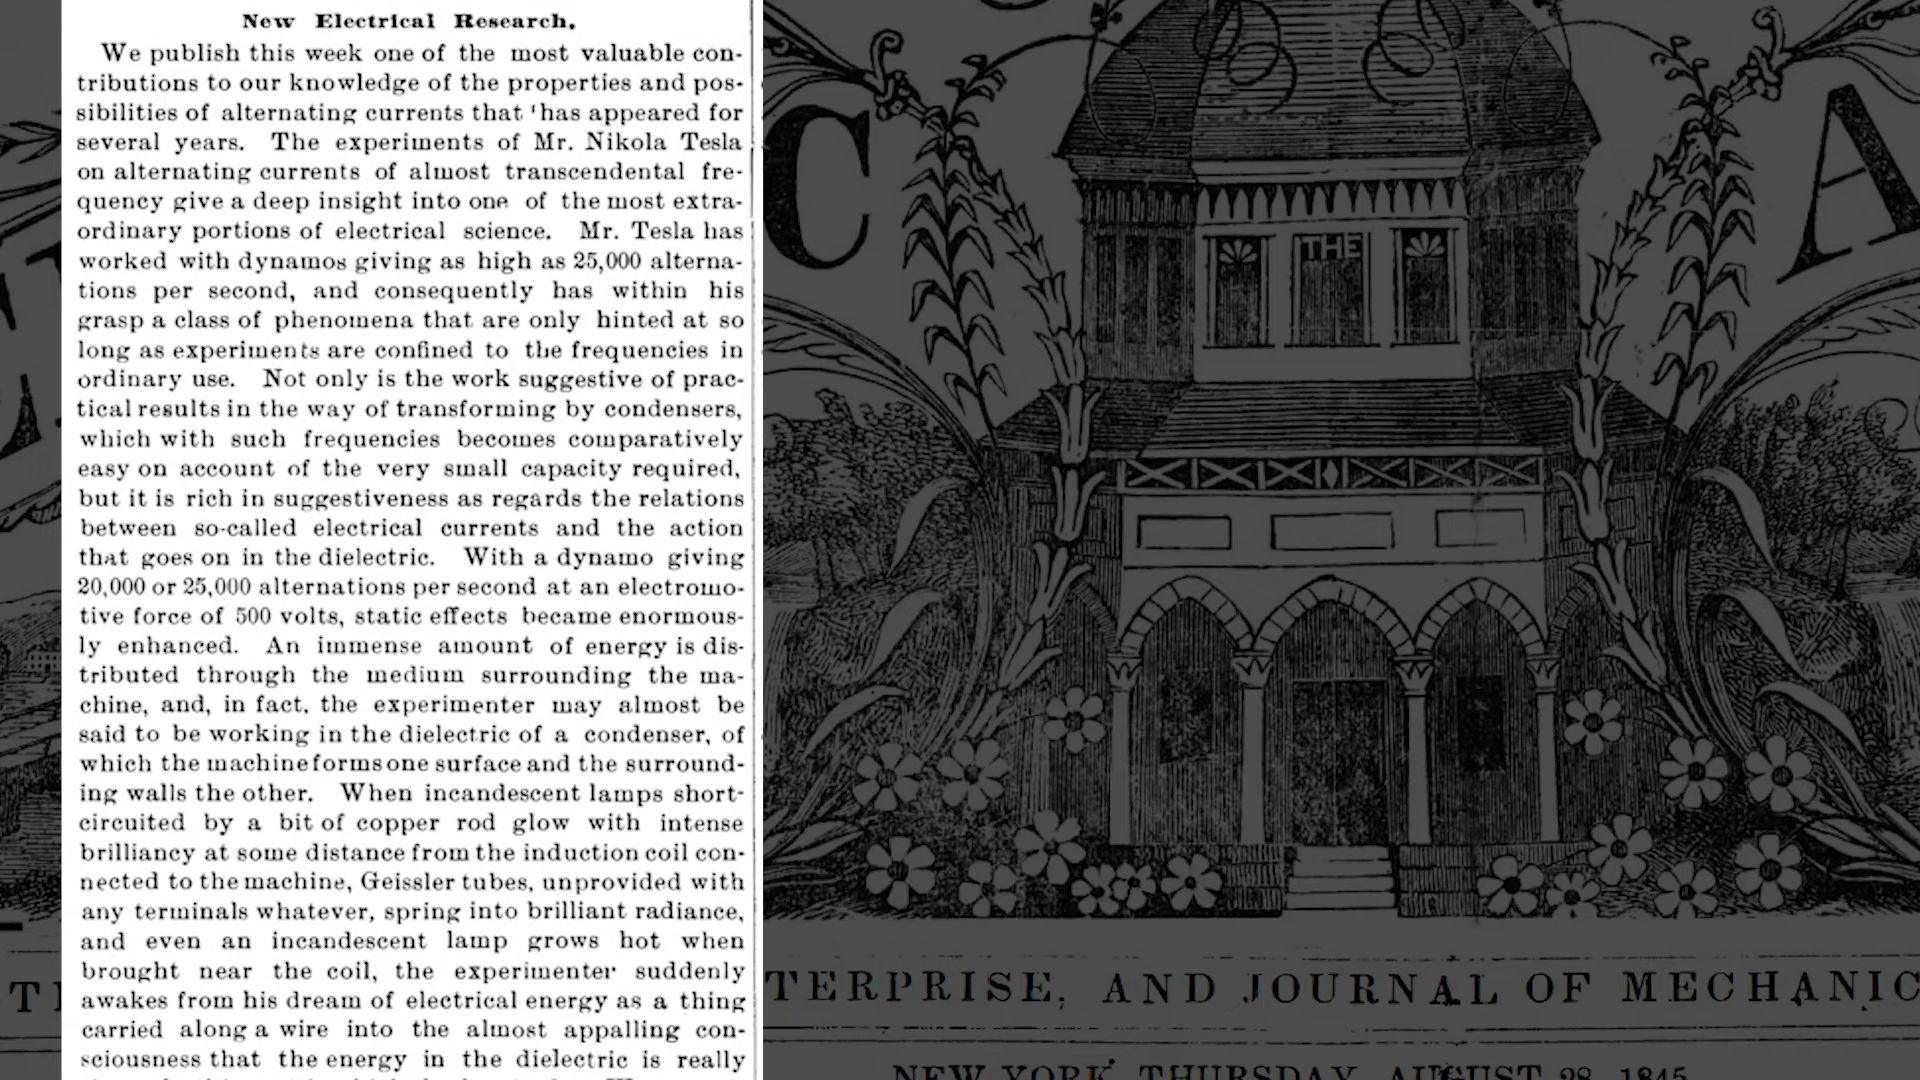 New Electrical Research.
We publish this week one of the most valuable con-
tributions to our knowledge of the properties and pos-
sibilities of alternating currents that 'has appeared for
several years. The experiments of Mr. Nikola Tesla
on alternating currents of almost transcendental fre-
quency give a deep insight into one of the most extra-
ordinary portions of electrical science. Mr. Tesla has
worked with dynamos giving as high as 25,000 alterna-
tions per second, and consequently has within his
grasp a class of phenomena that are only hinted at so
long as experiments are confined to the frequencies in
ordinary use. Not only is the work suggestive of prac-
tical results in the way of transforming by condensers,
which with such frequencies becomes comparatively
easy on account of the very small capacity required,
but it is rich in suggestiveness as regards the relations
between so-called electrical currents and the action
that goes on in the dielectric. With a dynamo giving
20,000 or 25,000 alternations per second at an electromo-
tive force of 500 volts, static effects became enormous-
ly enhanced. An immense amount of energy is dis-
tributed through the medium surrounding the ma-
chine, and, in fact, the experimenter may almost be
said to be working in the dielectric of a condenser, of
which the machine forms one surface and the surround-
ing walls the other. When incandescent lamps short-
circuited by a bit of copper rod glow with intense
brilliancy at some distance from the induction coil con-
nected to the machine, Geissler tubes, unprovided with
any terminals whatever, spring into brilliant radiance,
and even an incandescent lamp grows hot when
brought near the coil, the experimenter suddenly
awakes from his dream of electrical energy as a thing
carried along a wire into the almost appalling con-
sciousness that the energy in the dielectric is really
C
THE
A
TERPRISE, AND JOURNAL OF MECHANIC
NEW YORK, THURSDAY, AUGUST 28, 1845